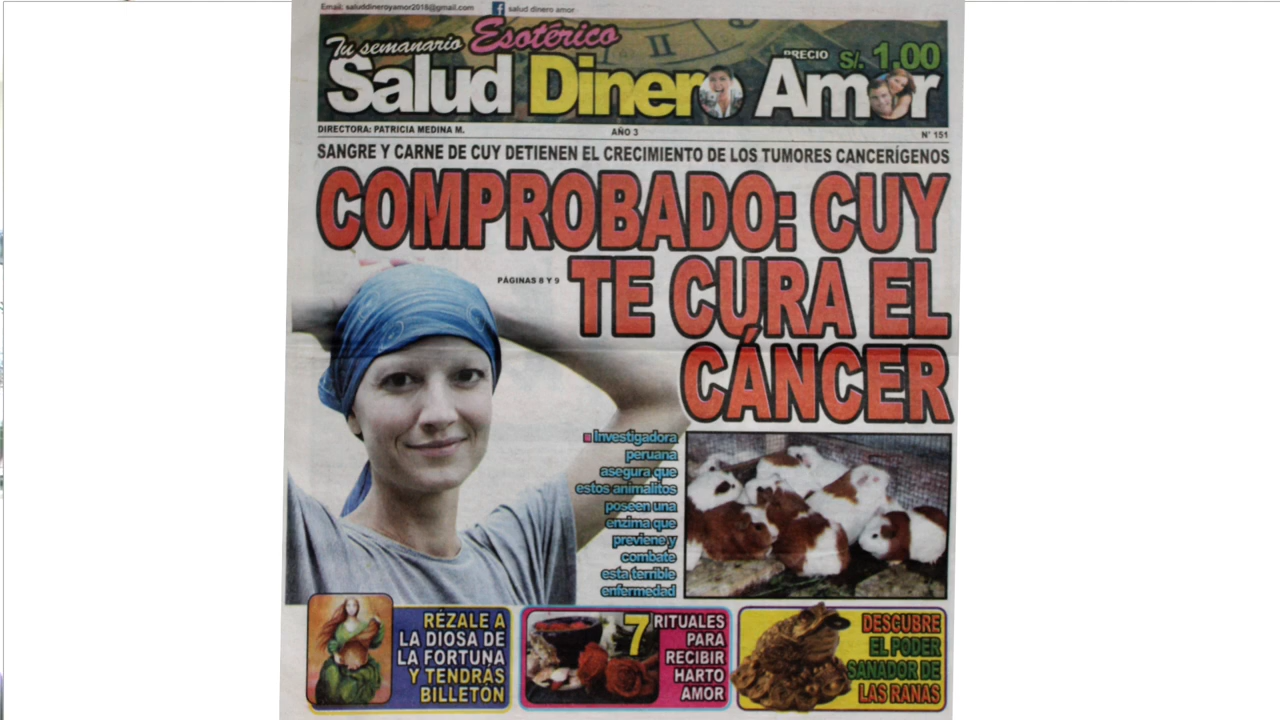 Email: saluddineroyamor2018@gmail.com
salud dinero amor
Tu semanario Esotérico
PRECIO S/. 1.00
Salud Dinero Amor
DIRECTORA: PATRICIA MEDINA M. AÑO 3 N° 151
SANGRE Y CARNE DE CUY DETIENEN EL CRECIMIENTO DE LOS TUMORES CANCERÍGENOS
COMPROBADO: CUY
TE CURA EL
CÁNCER
PÁGINAS 8 Y 9
Investigadora
peruana
asegura que
estos animalitos
poseen una
enzima que
previene y
combate
esta terrible
enfermedad
RÉZALE A
LA DIOSA DE
LA FORTUNA
Y TENDRÁS
BILLETÓN
7 RITUALES
PARA
RECIBIR
HARTO
AMOR
DESCUBRE
EL PODER
SANADOR DE
LAS RANAS